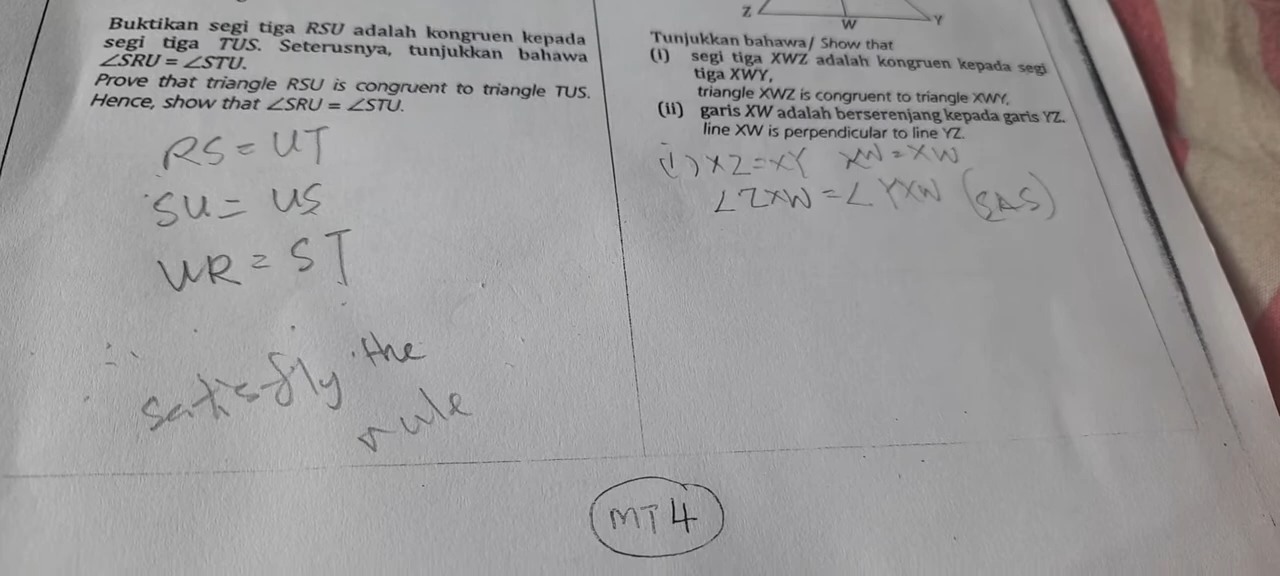 Buktikan segi tiga RSU adalah kongruen kepada
segi tiga TUS. Seterusnya, tunjukkan bahawa
∠SRU = ∠STU.
Prove that triangle RSU is congruent to triangle TUS.
Hence, show that ∠SRU = ∠STU.
RS = UT
SU = US
UR = ST
∴ satisfly the
rule
Z
W
Y
Tunjukkan bahawa/ Show that
(i) segi tiga XWZ adalah kongruen kepada segi
tiga XWY,
triangle XWZ is congruent to triangle XWY,
(ii) garis XW adalah berserenjang kepada garis YZ.
line XW is perpendicular to line YZ.
(i) XZ = XY XW = XW
∠ZXW = ∠YXW (SAS)
MT4